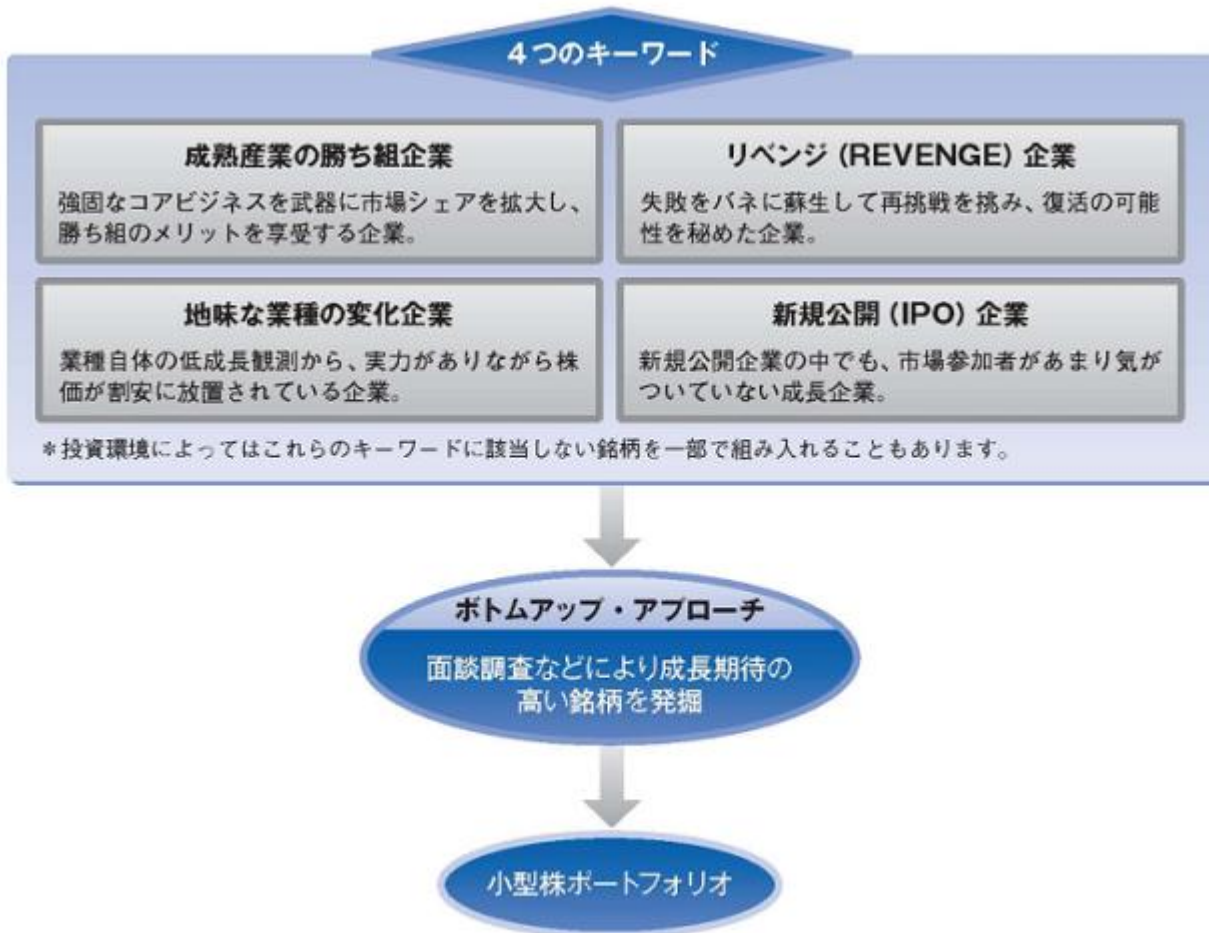 4つのキーワード
成熟産業の勝ち組企業
強固なコアビジネスを武器に市場シェアを拡大し、
勝ち組のメリットを享受する企業。
リベンジ (REVENGE) 企業
失敗をバネに蘇生して再挑戦を挑み、復活の可能
性を秘めた企業。
地味な業種の変化企業
業種自体の低成長観測から、実力がありながら株
価が割安に放置されている企業。
新規公開 (IPO) 企業
新規公開企業の中でも、市場参加者があまり気が
ついていない成長企業。
*投資環境によってはこれらのキーワードに該当しない銘柄を一部で組み入れることもあります。
ボトムアップ・アプローチ
面談調査などにより成長期待の
高い銘柄を発掘
小型株ポートフォリオ